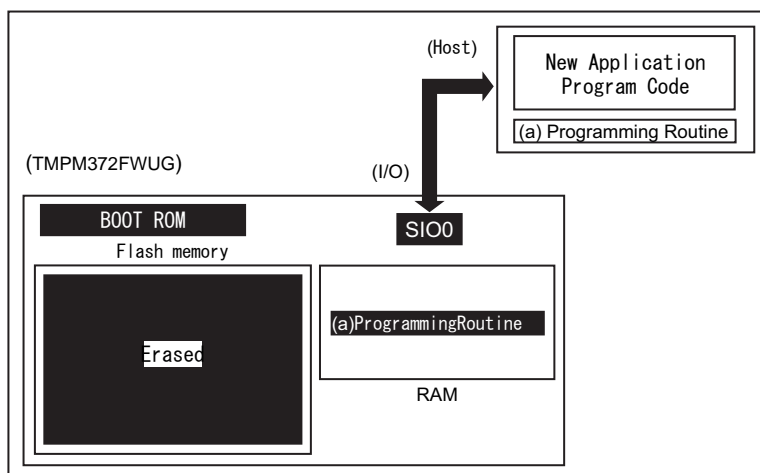 (Host)
New Application
Program Code
(a) Programming Routine
(TMPM372FWUG)
(I/O)
BOOT ROM
SIO0
Flash memory
(a)ProgrammingRoutine
Erased
RAM